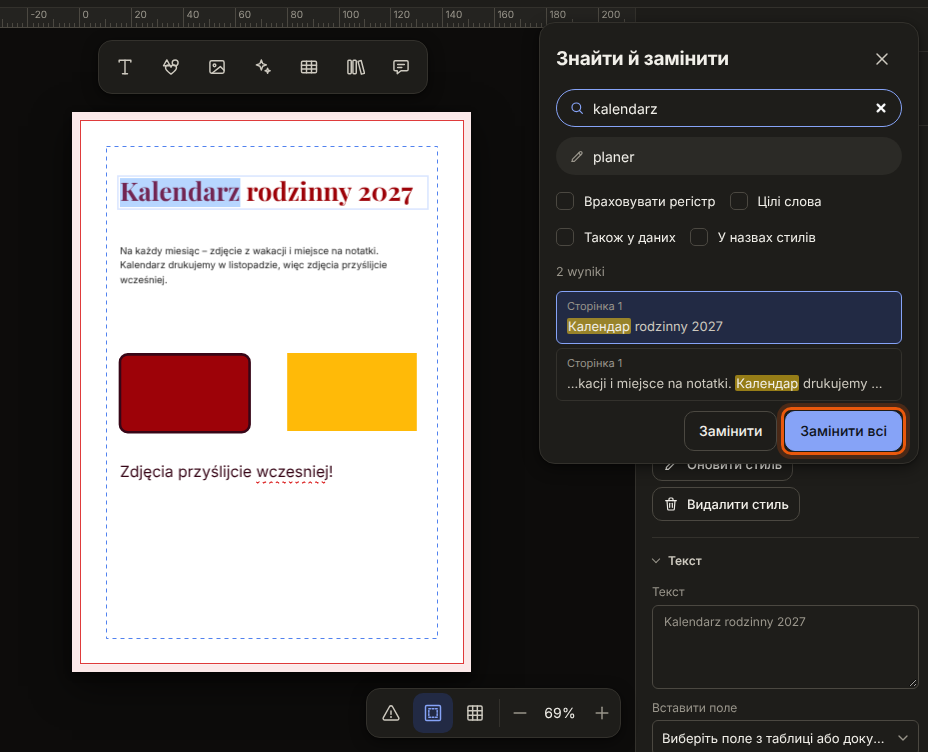 -20 0 20 40 60 80 100 120 140 160 180 200
Знайти й замінити
kalendarz
planer
Враховувати регістр Цілі слова
Також у даних У назвах стилів
2 wyniki
Сторінка 1
Календар rodzinny 2027
Сторінка 1
...kacji i miejsce na notatki. Календар drukujemy ...
Замінити Замінити всі
Kalendarz rodzinny 2027
Na każdy miesiąc – zdjęcie z wakacji i miejsce na notatki.
Kalendarz drukujemy w listopadzie, więc zdjęcia przyślijcie
wcześniej.
Zdjęcia przyślijcie wczesniej!
Оновити стиль
Видалити стиль
Текст
Текст
Kalendarz rodzinny 2027
Вставити поле
Виберіть поле з таблиці або доку...
69%